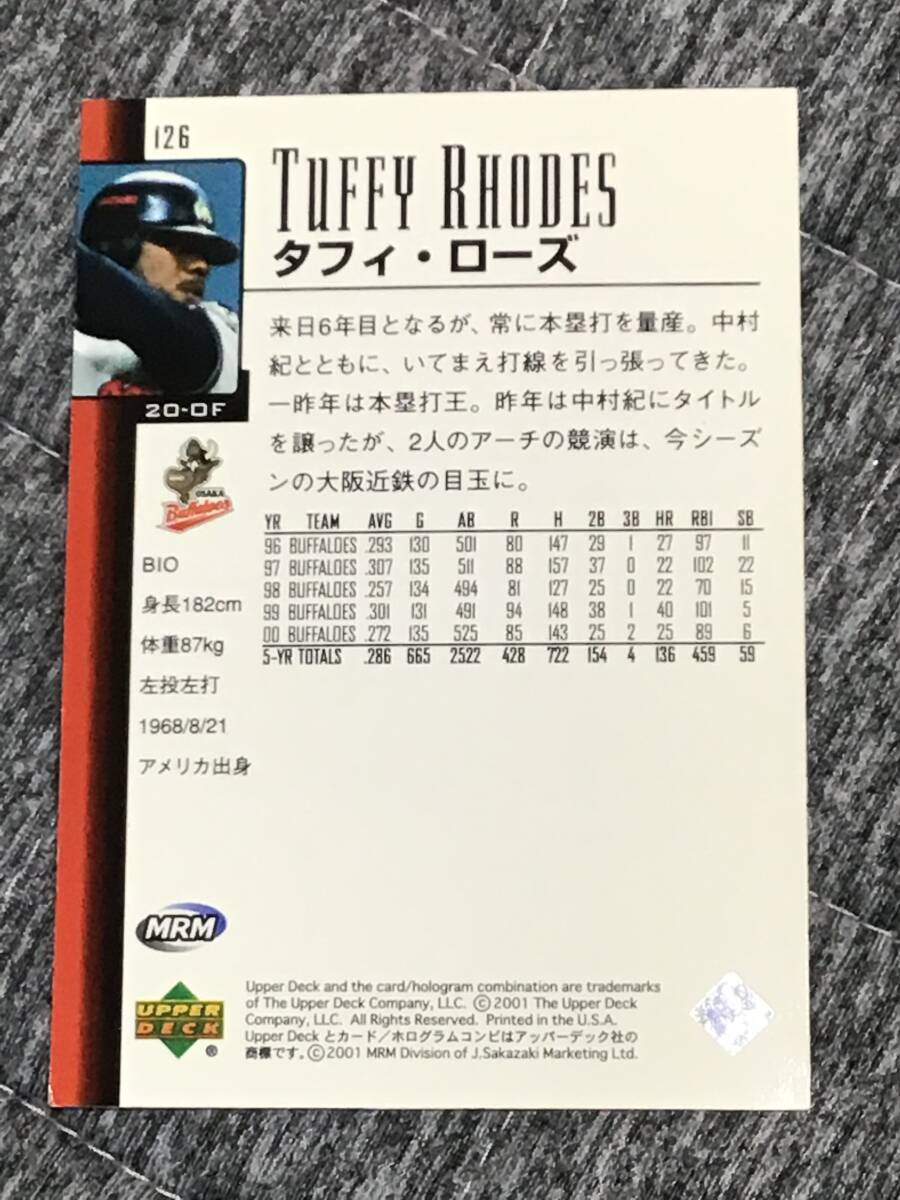 126
TUFFY RHODES
タフィ・ローズ
来日6年目となるが、常に本塁打を量産。中村
紀とともに、いてまえ打線を引っ張ってきた。
一昨年は本塁打王。昨年は中村紀にタイトル
を譲ったが、2人のアーチの競演は、今シーズ
ンの大阪近鉄の目玉に。
20-OF
OSAKA
Buffaloes
YR TEAM AVG G AB R H 2B 3B HR RBI SB
96 BUFFALOES .293 130 501 80 147 29 1 27 97 11
97 BUFFALOES .307 135 511 88 157 37 0 22 102 22
98 BUFFALOES .257 134 494 81 127 25 0 22 70 15
99 BUFFALOES .301 131 491 94 148 38 1 40 101 5
00 BUFFALOES .272 135 525 85 143 25 2 25 89 6
5-YR TOTALS .286 665 2522 428 722 154 4 136 459 59
BIO
身長182cm
体重87kg
左投左打
1968/8/21
アメリカ出身
MRM
UPPER
DECK
®
Upper Deck and the card/hologram combination are trademarks
of The Upper Deck Company, LLC. ©2001 The Upper Deck
Company, LLC. All Rights Reserved. Printed in the U.S.A.
Upper Deck とカード／ホログラムコンビはアッパーデック社の
商標です。©2001 MRM Division of J.Sakazaki Marketing Ltd.